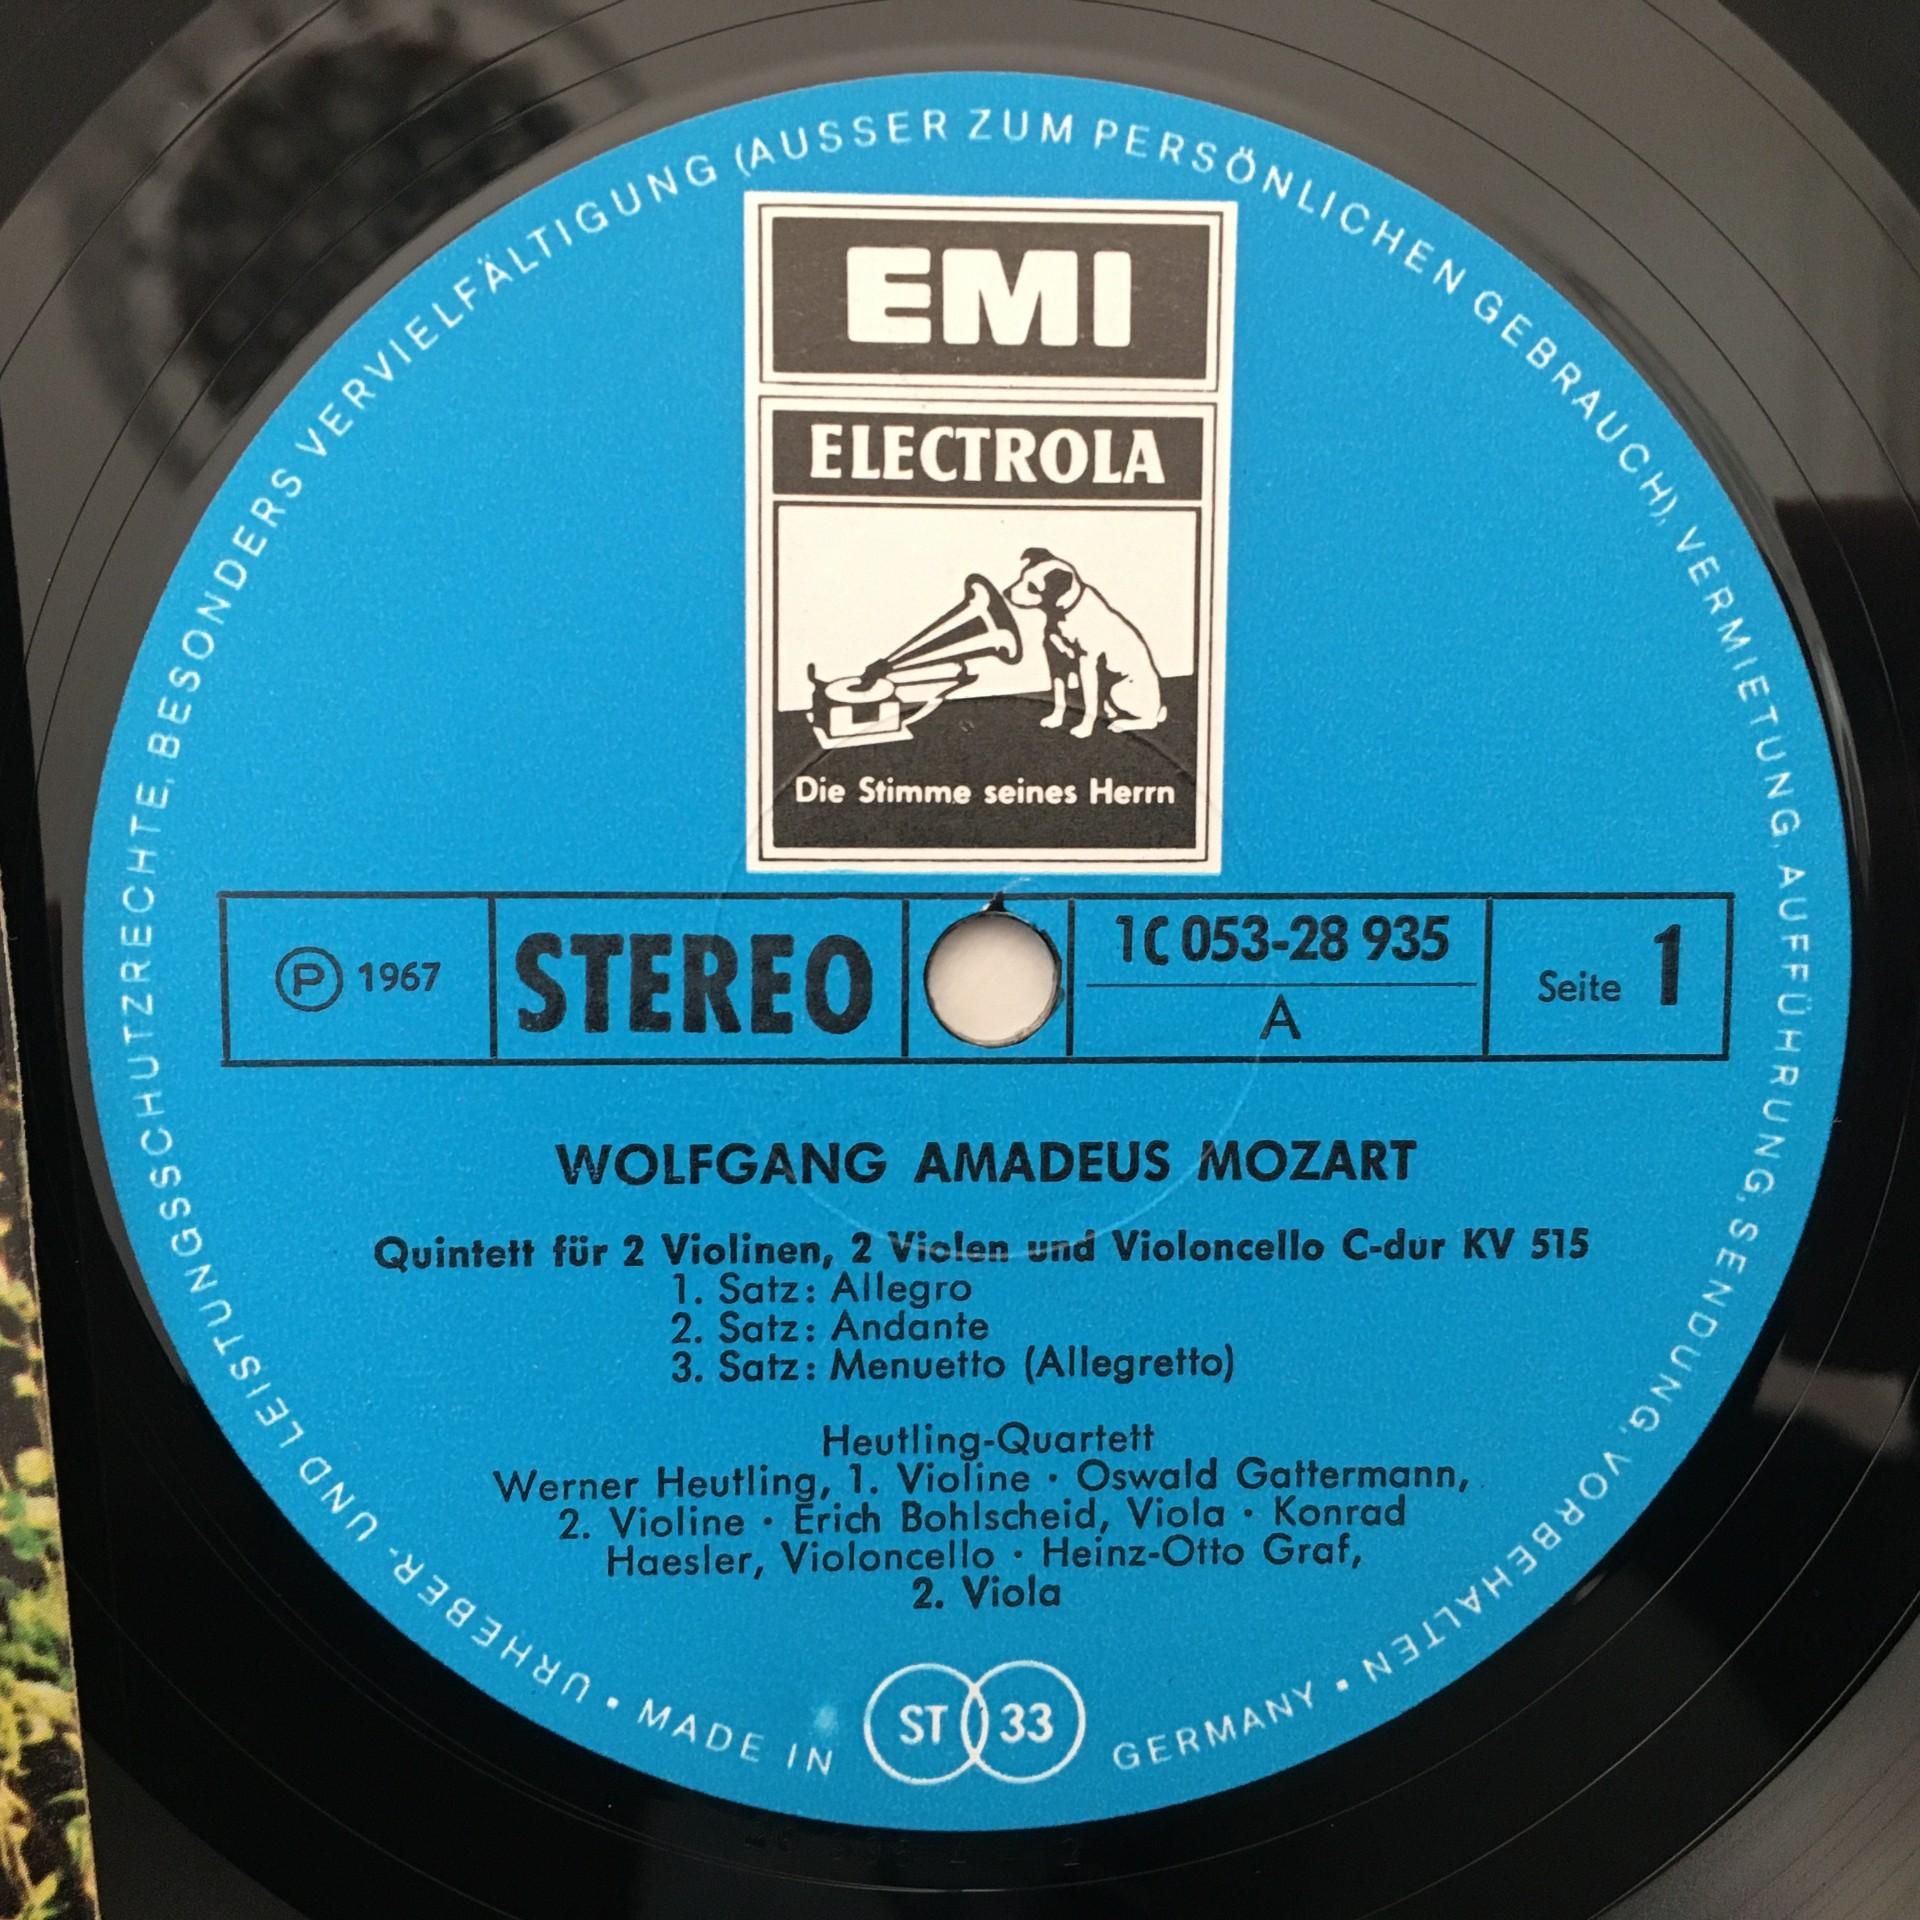 URHEBER- UND LEISTUNGSSCHUTZRECHTE, BESONDERS VERVIELFÄLTIGUNG (AUSSER ZUM PERSÖNLICHEN GEBRAUCH), VERMIETUNG, AUFFÜHRUNG, SENDUNG, VORBEHALTEN •
EMI
ELECTROLA
Die Stimme seines Herrn
Ⓟ 1967
STEREO
1C 053-28 935
A
Seite 1
WOLFGANG AMADEUS MOZART
Quintett für 2 Violinen, 2 Violen und Violoncello C-dur KV 515
1. Satz: Allegro
2. Satz: Andante
3. Satz: Menuetto (Allegretto)
Heutling-Quartett
Werner Heutling, 1. Violine · Oswald Gattermann,
2. Violine · Erich Bohlscheid, Viola · Konrad
Haesler, Violoncello · Heinz-Otto Graf,
2. Viola
• MADE IN GERMANY
ST 33